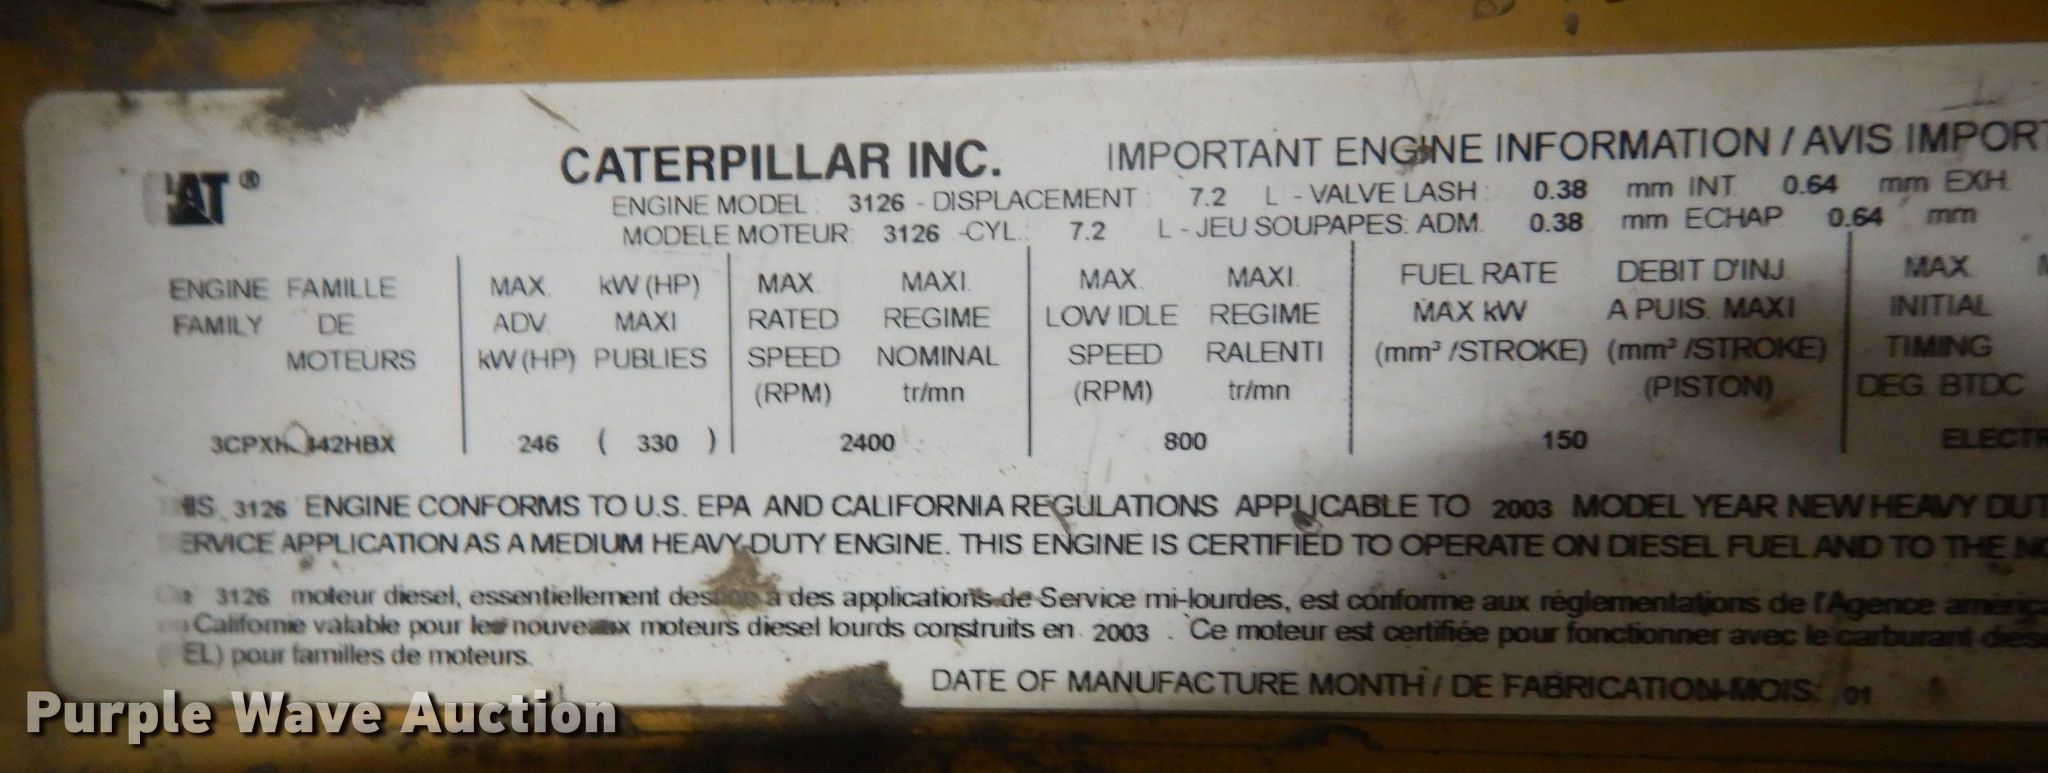 CAT®
CATERPILLAR INC. IMPORTANT ENGINE INFORMATION / AVIS IMPORT
ENGINE MODEL: 3126 - DISPLACEMENT: 7.2 L - VALVE LASH: 0.38 mm INT. 0.64 mm EXH.
MODELE MOTEUR: 3126 -CYL.: 7.2 L - JEU SOUPAPES: ADM. 0.38 mm ECHAP. 0.64 mm
ENGINE FAMILLE MAX. kW (HP) MAX. MAXI. MAX. MAXI. FUEL RATE DEBIT D'INJ. MAX.
FAMILY DE ADV. MAXI RATED REGIME LOW IDLE REGIME MAX kW A PUIS. MAXI INITIAL
MOTEURS kW (HP) PUBLIES SPEED NOMINAL SPEED RALENTI (mm³ /STROKE) (mm³ /STROKE) TIMING
(RPM) tr/mn (RPM) tr/mn (PISTON) DEG. BTDC
246 ( 330 ) 2400 800 150 ELECTR
3126 ENGINE CONFORMS TO U.S. EPA AND CALIFORNIA REGULATIONS APPLICABLE TO 2003 MODEL YEAR NEW HEAVY DUT
SERVICE APPLICATION AS A MEDIUM HEAVY-DUTY ENGINE. THIS ENGINE IS CERTIFIED TO OPERATE ON DIESEL FUEL AND TO THE NO
3126 moteur diesel, essentiellement destiné à des applications de Service mi-lourdes, est conforme aux règlementations de l'Agence américa
Californie valable pour les nouveaux moteurs diesel lourds construits en 2003 . Ce moteur est certifiée pour fonctionner avec le carburant diese
EL) pour familles de moteurs.
DATE OF MANUFACTURE MONTH / DE FABRICATION-MOIS: 01
Purple Wave Auction